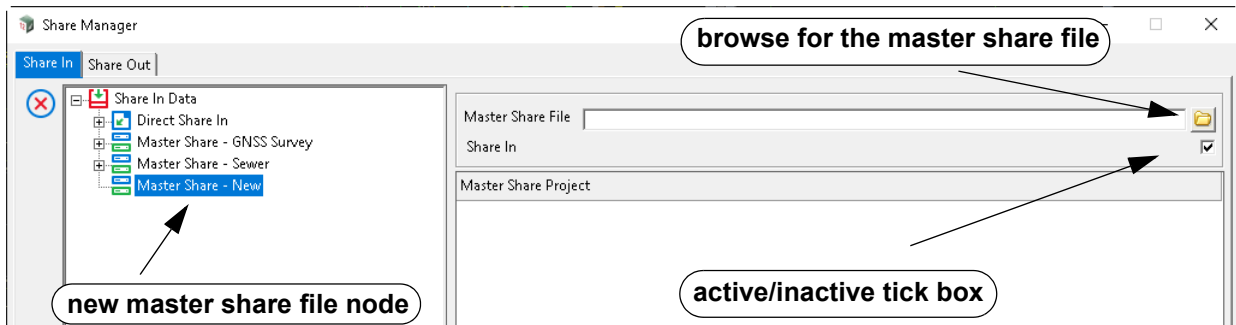 Share Manager
browse for the master share file
Share In
Share Out
Share In Data
Direct Share In
Master Share - GNSS Survey
Master Share - Sewer
Master Share - New
Master Share File
Share In
Master Share Project
new master share file node
active/inactive tick box